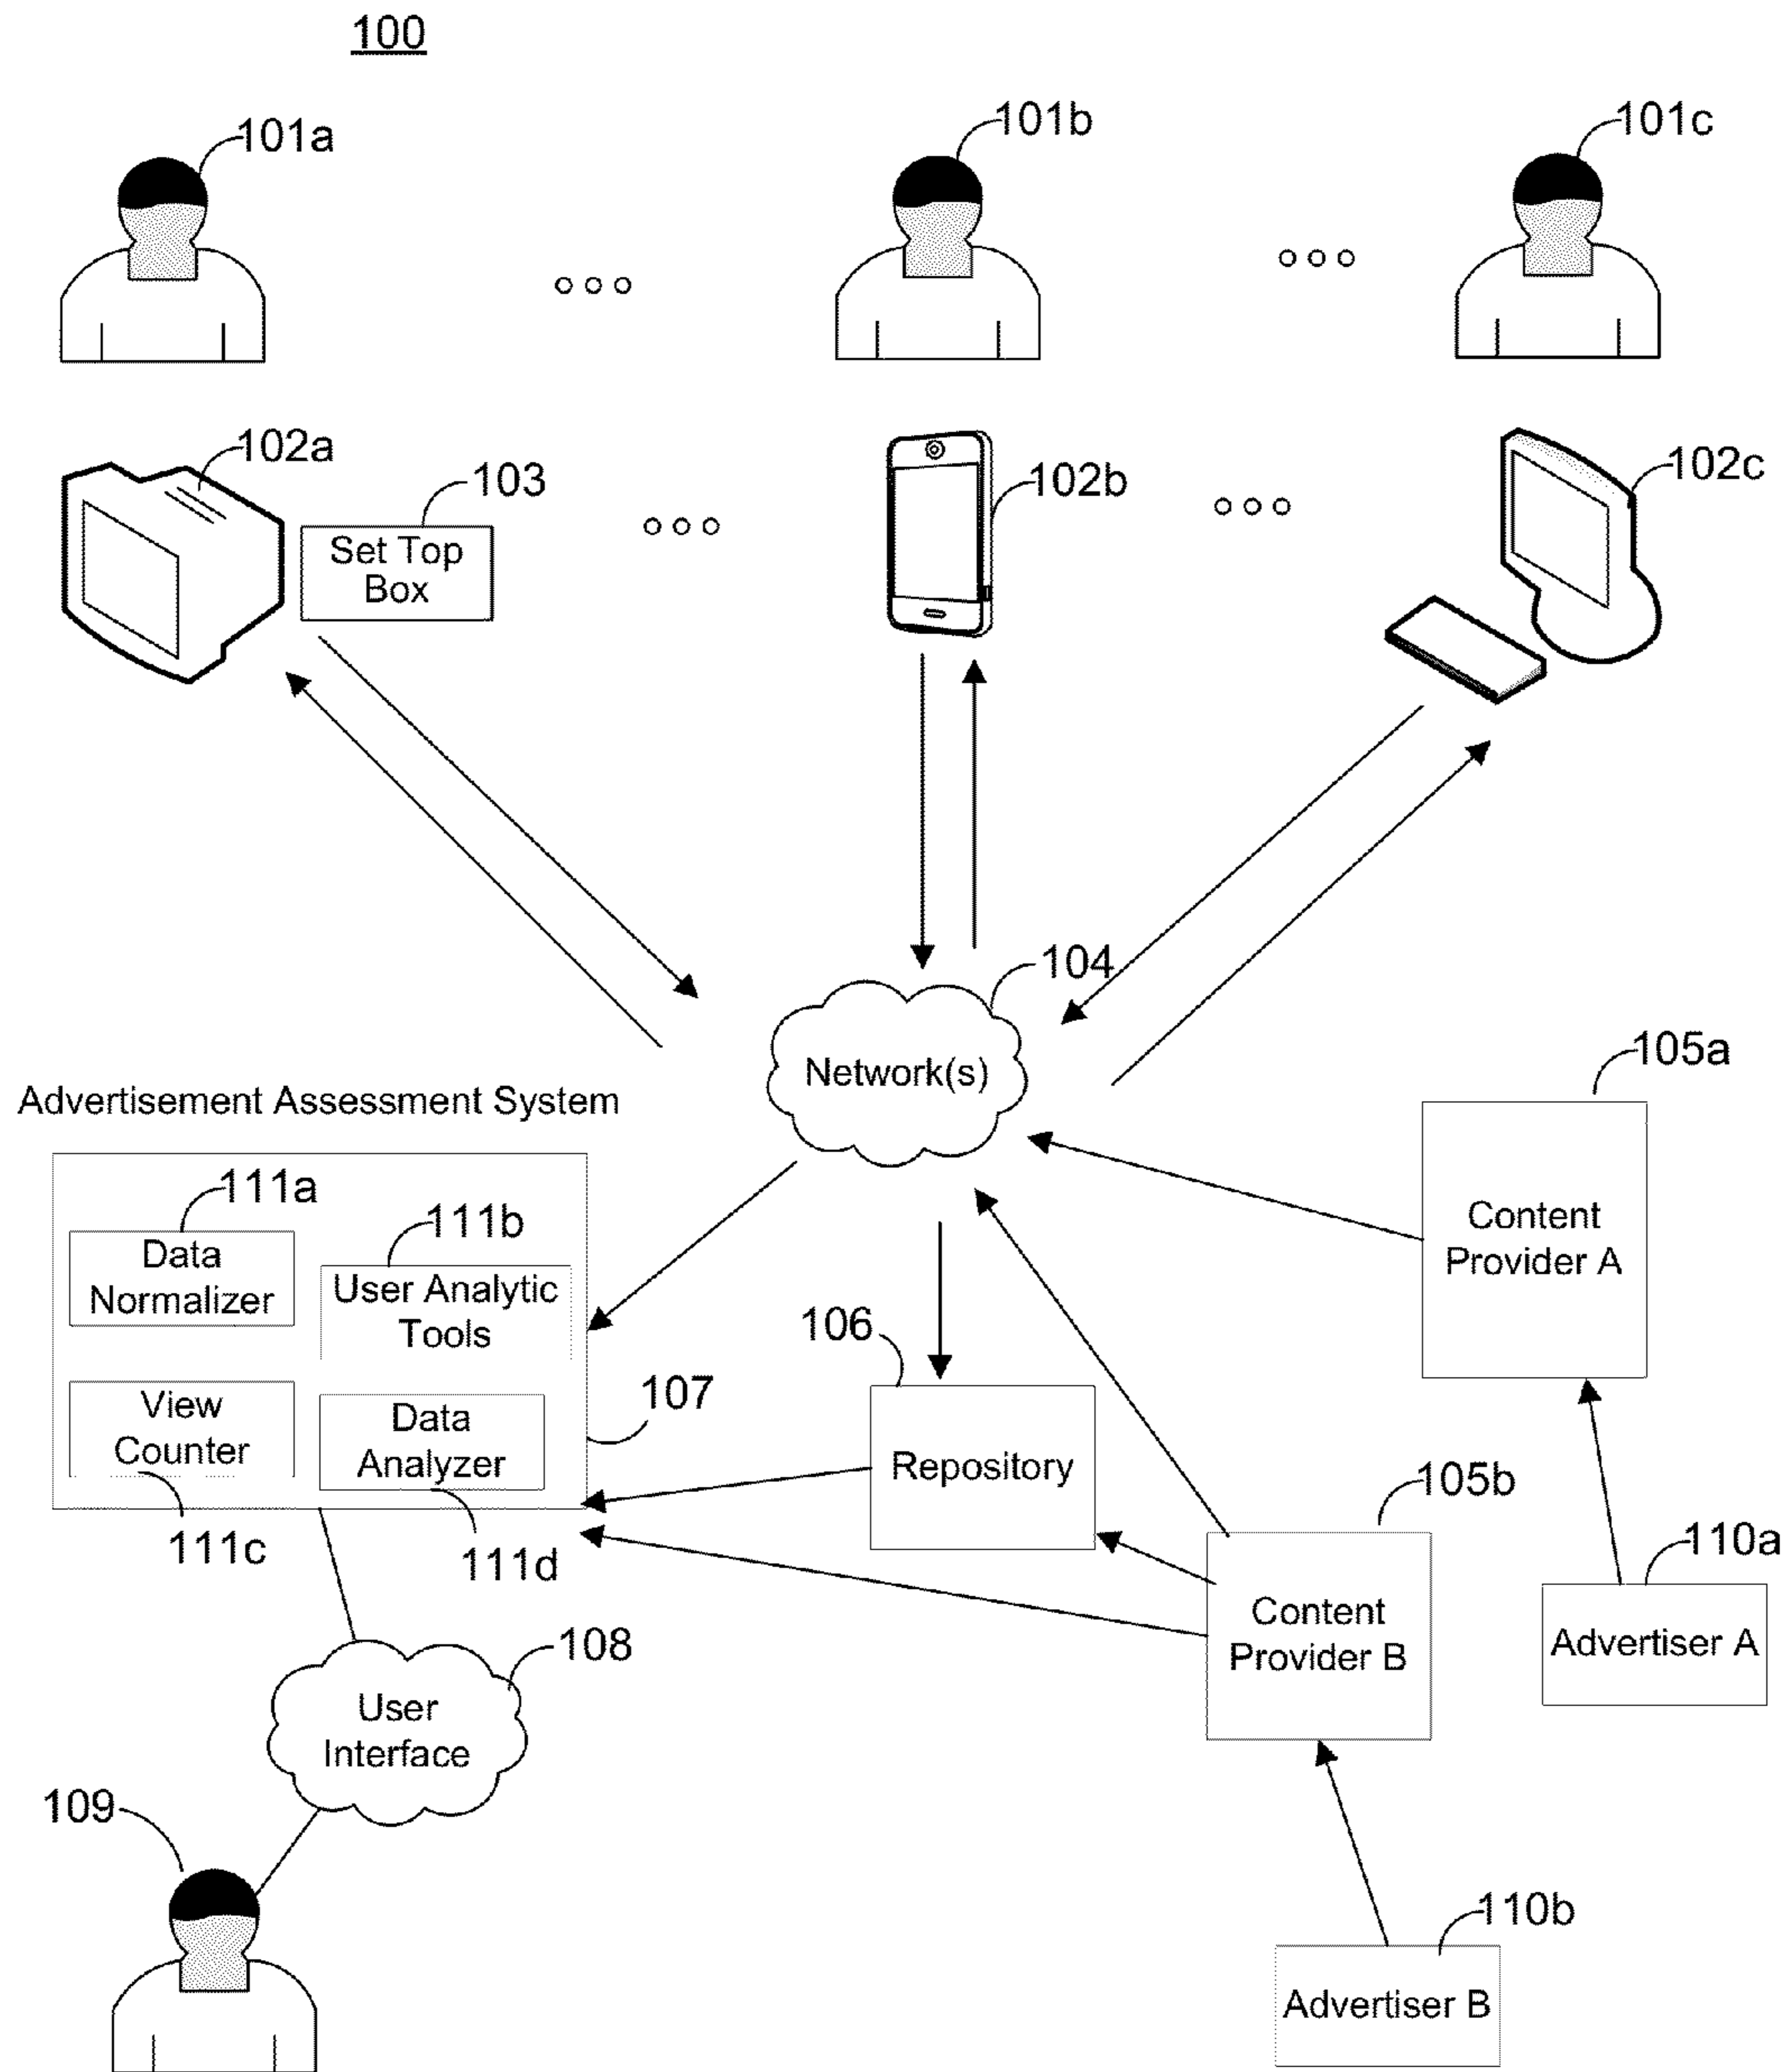 100
101a
101b
101c
102a
103
102b
102c
Set Top
Box
104
Network(s)
105a
Advertisement Assessment System
111a
111b
Data
Normalizer
User Analytic
Tools
Content
Provider A
106
107
View
Counter
Data
Analyzer
Repository
105b
111c
111d
110a
Content
Provider B
Advertiser A
108
User
Interface
109
110b
Advertiser B